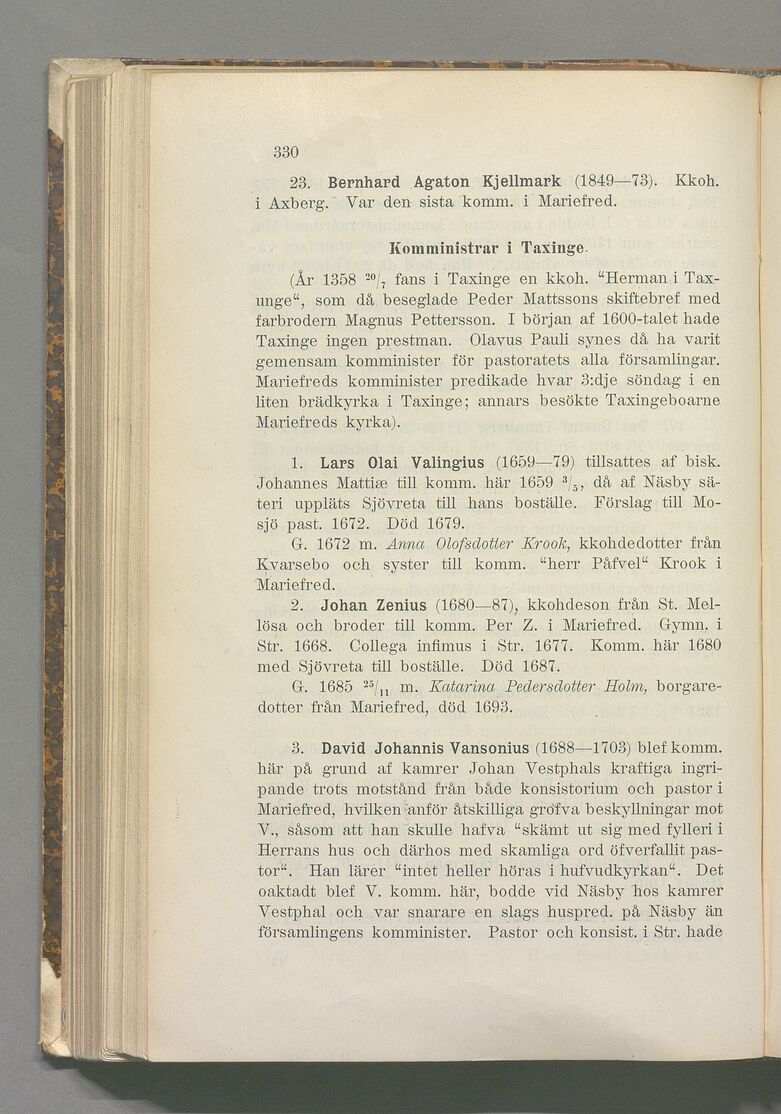 330
23. Bernhard Agaton Kjellmark (1849—73). Kkoh.
i Axberg. Var den sista komm. i Mariefred.
Komministrar i Taxinge.
(År 1358 20/7 fans i Taxinge en kkoh. “Herman i Tax-
unge“, som då beseglade Peder Mattssons skiftebref med
farbrodern Magnus Pettersson. I början af 1600-talet hade
Taxinge ingen prestman. Olavus Pauli synes då ha varit
gemensam komminister för pastoratets alla församlingar.
Mariefreds komminister predikade hvar 3:dje söndag i en
liten brädkyrka i Taxinge; annars besökte Taxingeboarne
Mariefreds kyrka).
1. Lars Olai Valingius (1659—79) tillsattes af bisk.
Johannes Mattiæ till komm. här 1659 3/5, då af Näsby sä-
teri uppläts Sjövreta till hans boställe. Förslag till Mo-
sjö past. 1672. Död 1679.
G. 1672 m. Anna Olofsdotter Krook, kkohdedotter från
Kvarsebo och syster till komm. “herr Påfvel“ Krook i
Mariefred.
2. Johan Zenius (1680—87), kkohdeson från St. Mel-
lösa och broder till komm. Per Z. i Mariefred. Gymn. i
Str. 1668. Collega infimus i Str. 1677. Komm. här 1680
med Sjövreta till boställe. Död 1687.
G. 1685 25/11 m. Katarina Pedersdotter Holm, borgare-
dotter från Mariefred, död 1693.
3. David Johannis Vansonius (1688—1703) blef komm.
här på grund af kamrer Johan Vestphals kraftiga ingri-
pande trots motstånd från både konsistorium och pastor i
Mariefred, hvilken anför åtskilliga grofva beskyllningar mot
V., såsom att han skulle hafva “skämt ut sig med fylleri i
Herrans hus och därhos med skamliga ord öfverfallit pas-
tor“. Han lärer “intet heller höras i hufvudkyrkan“. Det
oaktadt blef V. komm. här, bodde vid Näsby hos kamrer
Vestphal och var snarare en slags huspred. på Näsby än
församlingens komminister. Pastor och konsist. i Str. hade